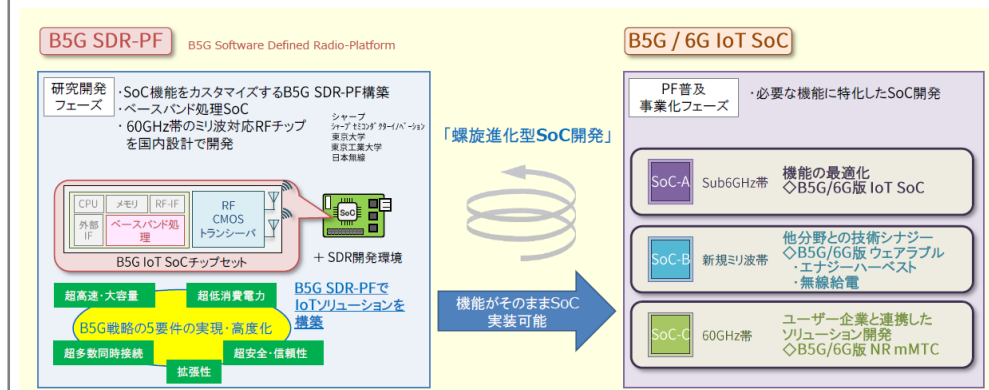 B5G SDR-PF
B5G Software Defined Radio-Platform
研究開発
フェーズ
・SoC機能をカスタマイズするB5G SDR-PF構築
・ベースバンド処理SoC
・60GHz帯のミリ波対応RFチップ
を国内設計で開発
シャープ
シャープセミコンダクターイノベーション
東京大学
東京工業大学
日本無線
CPU
メモリ
RF-IF
外部
IF
ベースバンド処
理
RF
CMOS
トランシーバ
B5G IoT SoCチップセット
SoC
+ SDR開発環境
超高速・大容量
超低消費電力
B5G戦略の5要件の実現・高度化
超多数同時接続
超安全・信頼性
拡張性
B5G SDR-PFで
IoTソリューションを
構築
「螺旋進化型SoC開発」
機能がそのままSoC
実装可能
B5G / 6G IoT SoC
PF普及
事業化フェーズ
・必要な機能に特化したSoC開発
SoC-A
Sub6GHz帯
機能の最適化
◇B5G/6G版 IoT SoC
SoC-B
新規ミリ波帯
他分野との技術シナジー
◇B5G/6G版 ウェアラブル
・エナジーハーベスト
・無線給電
SoC-C
60GHz帯
ユーザー企業と連携した
ソリューション開発
◇B5G/6G版 NR mMTC